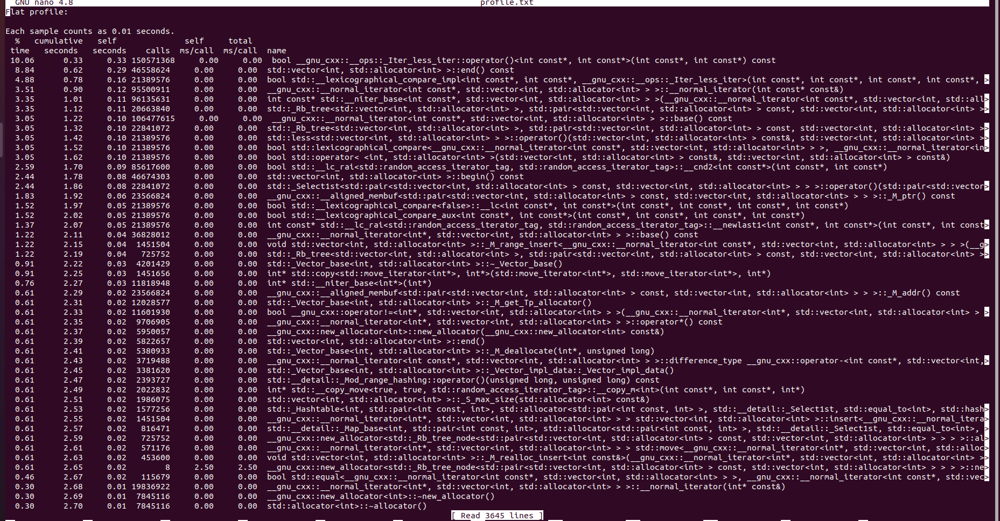 GNU nano 4.8 profile.txt
Flat profile:
Each sample counts as 0.01 seconds.
% cumulative self self total
time seconds seconds calls ms/call ms/call name
10.06 0.33 0.33 150571368 0.00 0.00 bool __gnu_cxx::__ops::_Iter_less_iter::operator()<int const*, int const*>(int const*, int const*) const
8.84 0.62 0.29 46558624 0.00 0.00 std::vector<int, std::allocator<int> >::end() const
4.88 0.78 0.16 21389576 0.00 0.00 bool std::__lexicographical_compare_impl<int const*, int const*, __gnu_cxx::__ops::_Iter_less_iter>(int const*, int const*, int const*, int const*, >
3.51 0.90 0.12 95500911 0.00 0.00 __gnu_cxx::__normal_iterator<int const*, std::vector<int, std::allocator<int> > >::__normal_iterator(int const* const&)
3.35 1.01 0.11 96135631 0.00 0.00 int const* std::__niter_base<int const*, std::vector<int, std::allocator<int> > >(__gnu_cxx::__normal_iterator<int const*, std::vector<int, std::all>
3.35 1.12 0.11 20663840 0.00 0.00 std::_Rb_tree<std::vector<int, std::allocator<int> >, std::pair<std::vector<int, std::allocator<int> > const, std::vector<int, std::allocator<int> >>
3.05 1.22 0.10 106477615 0.00 0.00 __gnu_cxx::__normal_iterator<int const*, std::vector<int, std::allocator<int> > >::base() const
3.05 1.32 0.10 22841072 0.00 0.00 std::_Rb_tree<std::vector<int, std::allocator<int> >, std::pair<std::vector<int, std::allocator<int> > const, std::vector<int, std::allocator<int> >>
3.05 1.42 0.10 21389576 0.00 0.00 std::less<std::vector<int, std::allocator<int> > >::operator()(std::vector<int, std::allocator<int> > const&, std::vector<int, std::allocator<int> >>
3.05 1.52 0.10 21389576 0.00 0.00 bool std::lexicographical_compare<__gnu_cxx::__normal_iterator<int const*, std::vector<int, std::allocator<int> > >, __gnu_cxx::__normal_iterator<in>
3.05 1.62 0.10 21389576 0.00 0.00 bool std::operator< <int, std::allocator<int> >(std::vector<int, std::allocator<int> > const&, std::vector<int, std::allocator<int> > const&)
2.59 1.70 0.09 85617600 0.00 0.00 bool std::__lc_rai<std::random_access_iterator_tag, std::random_access_iterator_tag>::__cnd2<int const*>(int const*, int const*)
2.44 1.78 0.08 46674303 0.00 0.00 std::vector<int, std::allocator<int> >::begin() const
2.44 1.86 0.08 22841072 0.00 0.00 std::_Select1st<std::pair<std::vector<int, std::allocator<int> > const, std::vector<int, std::allocator<int> > > >::operator()(std::pair<std::vector>
1.83 1.92 0.06 23566824 0.00 0.00 __gnu_cxx::__aligned_membuf<std::pair<std::vector<int, std::allocator<int> > const, std::vector<int, std::allocator<int> > > >::_M_ptr() const
1.52 1.97 0.05 21389576 0.00 0.00 bool std::__lexicographical_compare<false>::__lc<int const*, int const*>(int const*, int const*, int const*, int const*)
1.52 2.02 0.05 21389576 0.00 0.00 bool std::__lexicographical_compare_aux<int const*, int const*>(int const*, int const*, int const*, int const*)
1.37 2.07 0.05 21389576 0.00 0.00 int const* std::__lc_rai<std::random_access_iterator_tag, std::random_access_iterator_tag>::__newlast1<int const*, int const*>(int const*, int const>
1.22 2.11 0.04 36828012 0.00 0.00 __gnu_cxx::__normal_iterator<int*, std::vector<int, std::allocator<int> > >::base() const
1.22 2.15 0.04 1451504 0.00 0.00 void std::vector<int, std::allocator<int> >::_M_range_insert<__gnu_cxx::__normal_iterator<int const*, std::vector<int, std::allocator<int> > > >(__g>
1.22 2.19 0.04 725752 0.00 0.00 std::_Rb_tree<std::vector<int, std::allocator<int> >, std::pair<std::vector<int, std::allocator<int> > const, std::vector<int, std::allocator<int> >>
0.91 2.22 0.03 4201429 0.00 0.00 std::_Vector_base<int, std::allocator<int> >::~_Vector_base()
0.91 2.25 0.03 1451656 0.00 0.00 int* std::copy<std::move_iterator<int*>, int*>(std::move_iterator<int*>, std::move_iterator<int*>, int*)
0.76 2.27 0.03 11818948 0.00 0.00 int* std::__niter_base<int*>(int*)
0.61 2.29 0.02 23566824 0.00 0.00 __gnu_cxx::__aligned_membuf<std::pair<std::vector<int, std::allocator<int> > const, std::vector<int, std::allocator<int> > > >::_M_addr() const
0.61 2.31 0.02 12028577 0.00 0.00 std::_Vector_base<int, std::allocator<int> >::_M_get_Tp_allocator()
0.61 2.33 0.02 11601930 0.00 0.00 bool __gnu_cxx::operator!=<int*, std::vector<int, std::allocator<int> > >(__gnu_cxx::__normal_iterator<int*, std::vector<int, std::allocator<int> > >
0.61 2.35 0.02 9706905 0.00 0.00 __gnu_cxx::__normal_iterator<int*, std::vector<int, std::allocator<int> > >::operator*() const
0.61 2.37 0.02 5950057 0.00 0.00 __gnu_cxx::new_allocator<int>::new_allocator(__gnu_cxx::new_allocator<int> const&)
0.61 2.39 0.02 5822657 0.00 0.00 std::vector<int, std::allocator<int> >::end()
0.61 2.41 0.02 5380933 0.00 0.00 std::_Vector_base<int, std::allocator<int> >::_M_deallocate(int*, unsigned long)
0.61 2.43 0.02 3719488 0.00 0.00 __gnu_cxx::__normal_iterator<int const*, std::vector<int, std::allocator<int> > >::difference_type __gnu_cxx::operator-<int const*, std::vector<int,>
0.61 2.45 0.02 3381620 0.00 0.00 std::_Vector_base<int, std::allocator<int> >::_Vector_impl_data::_Vector_impl_data()
0.61 2.47 0.02 2393727 0.00 0.00 std::__detail::_Mod_range_hashing::operator()(unsigned long, unsigned long) const
0.61 2.49 0.02 2022832 0.00 0.00 int* std::__copy_move<true, true, std::random_access_iterator_tag>::__copy_m<int>(int const*, int const*, int*)
0.61 2.51 0.02 1986075 0.00 0.00 std::vector<int, std::allocator<int> >::_S_max_size(std::allocator<int> const&)
0.61 2.53 0.02 1577256 0.00 0.00 std::_Hashtable<int, std::pair<int const, int>, std::allocator<std::pair<int const, int> >, std::__detail::_Select1st, std::equal_to<int>, std::hash>
0.61 2.55 0.02 1451504 0.00 0.00 __gnu_cxx::__normal_iterator<int*, std::vector<int, std::allocator<int> > > std::vector<int, std::allocator<int> >::insert<__gnu_cxx::__normal_itera>
0.61 2.57 0.02 816471 0.00 0.00 std::__detail::_Map_base<int, std::pair<int const, int>, std::allocator<std::pair<int const, int> >, std::__detail::_Select1st, std::equal_to<int>, >
0.61 2.59 0.02 725752 0.00 0.00 __gnu_cxx::new_allocator<std::_Rb_tree_node<std::pair<std::vector<int, std::allocator<int> > const, std::vector<int, std::allocator<int> > > > >::al>
0.61 2.61 0.02 571176 0.00 0.00 __gnu_cxx::__normal_iterator<int*, std::vector<int, std::allocator<int> > > std::move<__gnu_cxx::__normal_iterator<int*, std::vector<int, std::alloc>
0.61 2.63 0.02 453600 0.00 0.00 void std::vector<int, std::allocator<int> >::_M_realloc_insert<int const&>(__gnu_cxx::__normal_iterator<int*, std::vector<int, std::allocator<int> >>
0.61 2.65 0.02 8 2.50 2.50 __gnu_cxx::new_allocator<std::_Rb_tree_node<std::pair<std::vector<int, std::allocator<int> > const, std::vector<int, std::allocator<int> > > > >::ne>
0.46 2.67 0.02 115679 0.00 0.00 bool std::equal<__gnu_cxx::__normal_iterator<int const*, std::vector<int, std::allocator<int> > >, __gnu_cxx::__normal_iterator<int const*, std::vec>
0.30 2.68 0.01 19836922 0.00 0.00 __gnu_cxx::__normal_iterator<int*, std::vector<int, std::allocator<int> > >::__normal_iterator(int* const&)
0.30 2.69 0.01 7845116 0.00 0.00 __gnu_cxx::new_allocator<int>::~new_allocator()
0.30 2.70 0.01 7845116 0.00 0.00 std::allocator<int>::~allocator()
[ Read 3645 lines ]